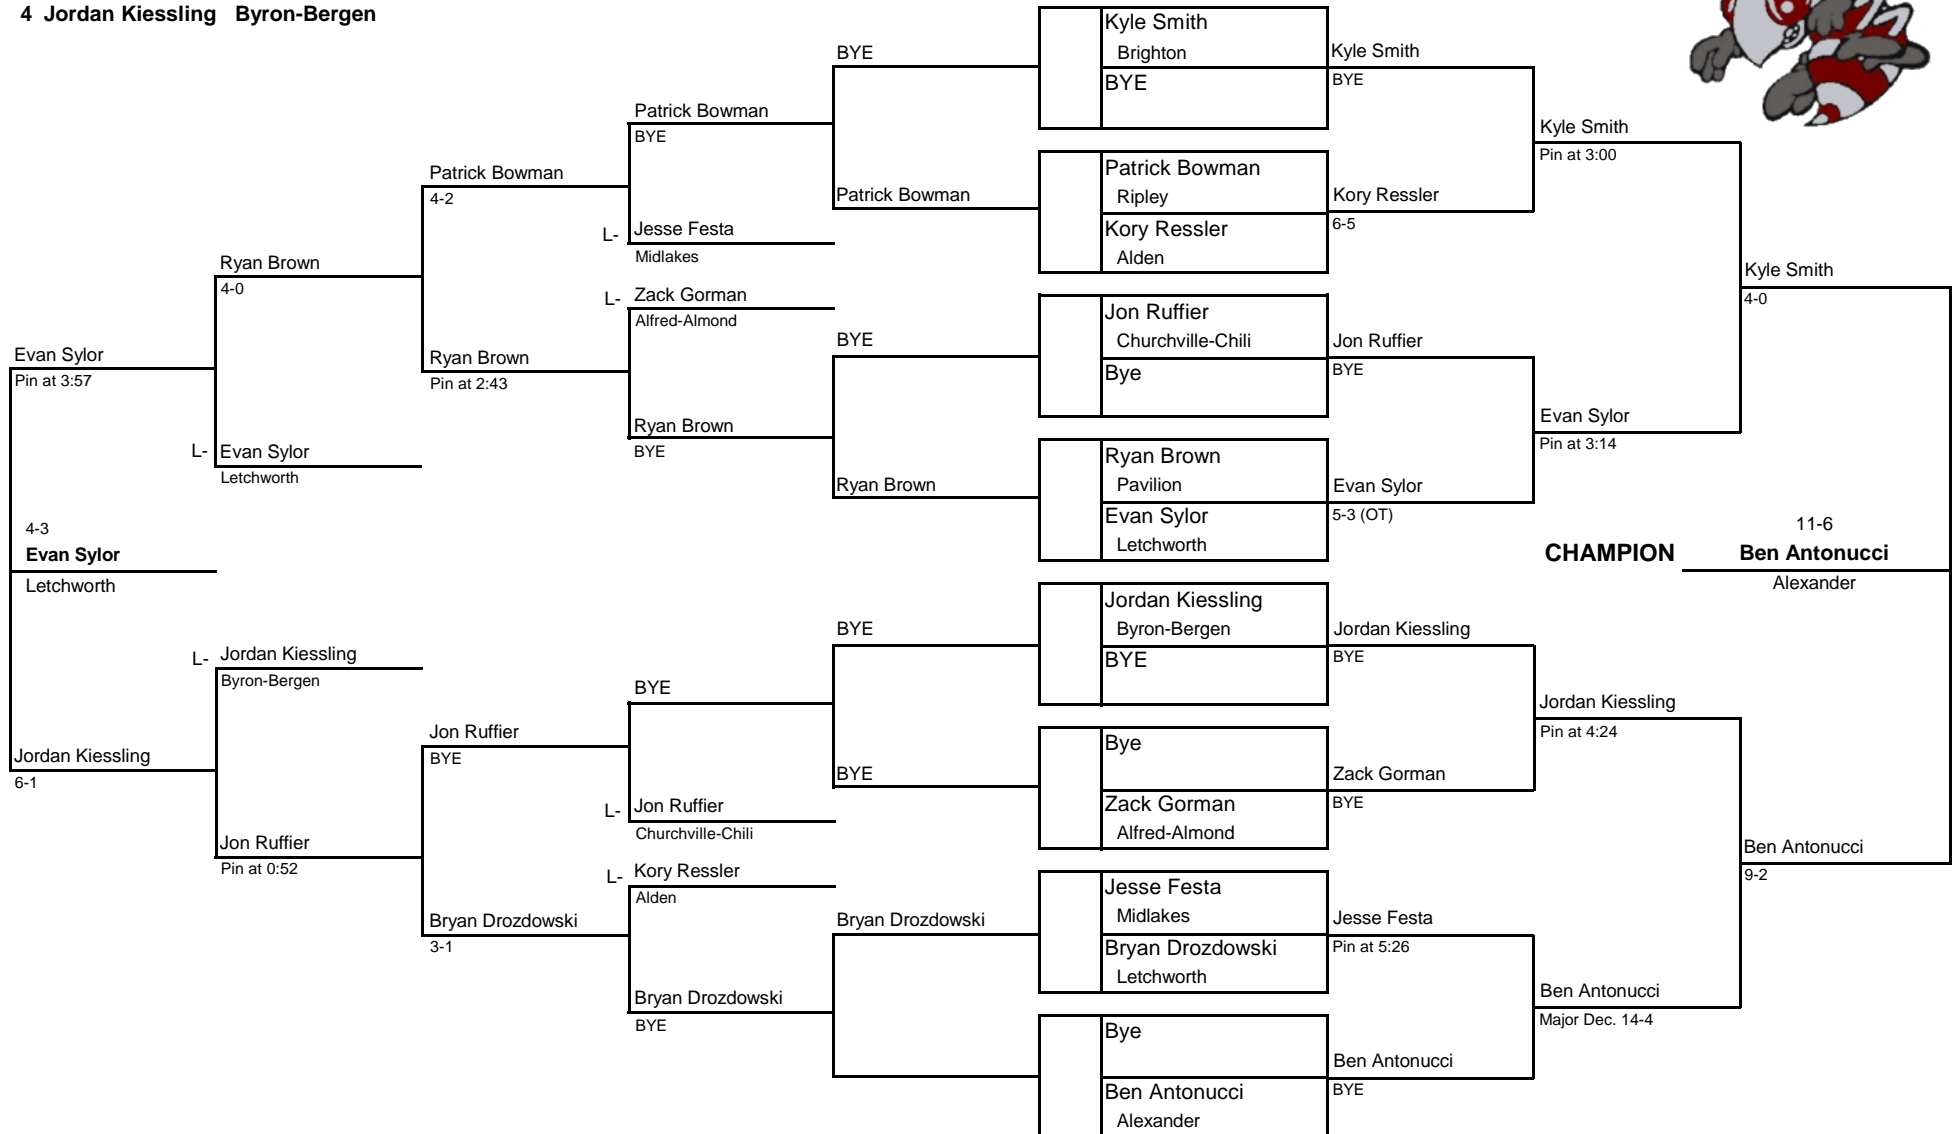 4 Jordan Kiessling Byron-Bergen
Kyle Smith
Brighton
BYE
Patrick Bowman
Ripley
Kory Ressler
Alden
Jon Ruffier
Churchville-Chili
Bye
Ryan Brown
Pavilion
Evan Sylor
Letchworth
Jordan Kiessling
Byron-Bergen
BYE
Bye
Zack Gorman
Alfred-Almond
Jesse Festa
Midlakes
Bryan Drozdowski
Letchworth
Bye
Ben Antonucci
Alexander
Kyle Smith
BYE
Kory Ressler
6-5
Jon Ruffier
BYE
Evan Sylor
5-3 (OT)
Jordan Kiessling
BYE
Zack Gorman
BYE
Jesse Festa
Pin at 5:26
Ben Antonucci
BYE
Kyle Smith
Pin at 3:00
Evan Sylor
Pin at 3:14
Jordan Kiessling
Pin at 4:24
Ben Antonucci
Major Dec. 14-4
Kyle Smith
4-0
Ben Antonucci
9-2
11-6
CHAMPION Ben Antonucci
Alexander
BYE
Patrick Bowman
BYE
Ryan Brown
BYE
BYE
Bryan Drozdowski
Patrick Bowman
BYE
L- Jesse Festa
Midlakes
L- Zack Gorman
Alfred-Almond
Ryan Brown
BYE
BYE
L- Jon Ruffier
Churchville-Chili
L- Kory Ressler
Alden
Bryan Drozdowski
BYE
Patrick Bowman
4-2
Ryan Brown
Pin at 2:43
Jon Ruffier
BYE
Bryan Drozdowski
3-1
Ryan Brown
4-0
L- Evan Sylor
Letchworth
L- Jordan Kiessling
Byron-Bergen
Jon Ruffier
Pin at 0:52
Evan Sylor
Pin at 3:57
4-3
Evan Sylor
Letchworth
Jordan Kiessling
6-1